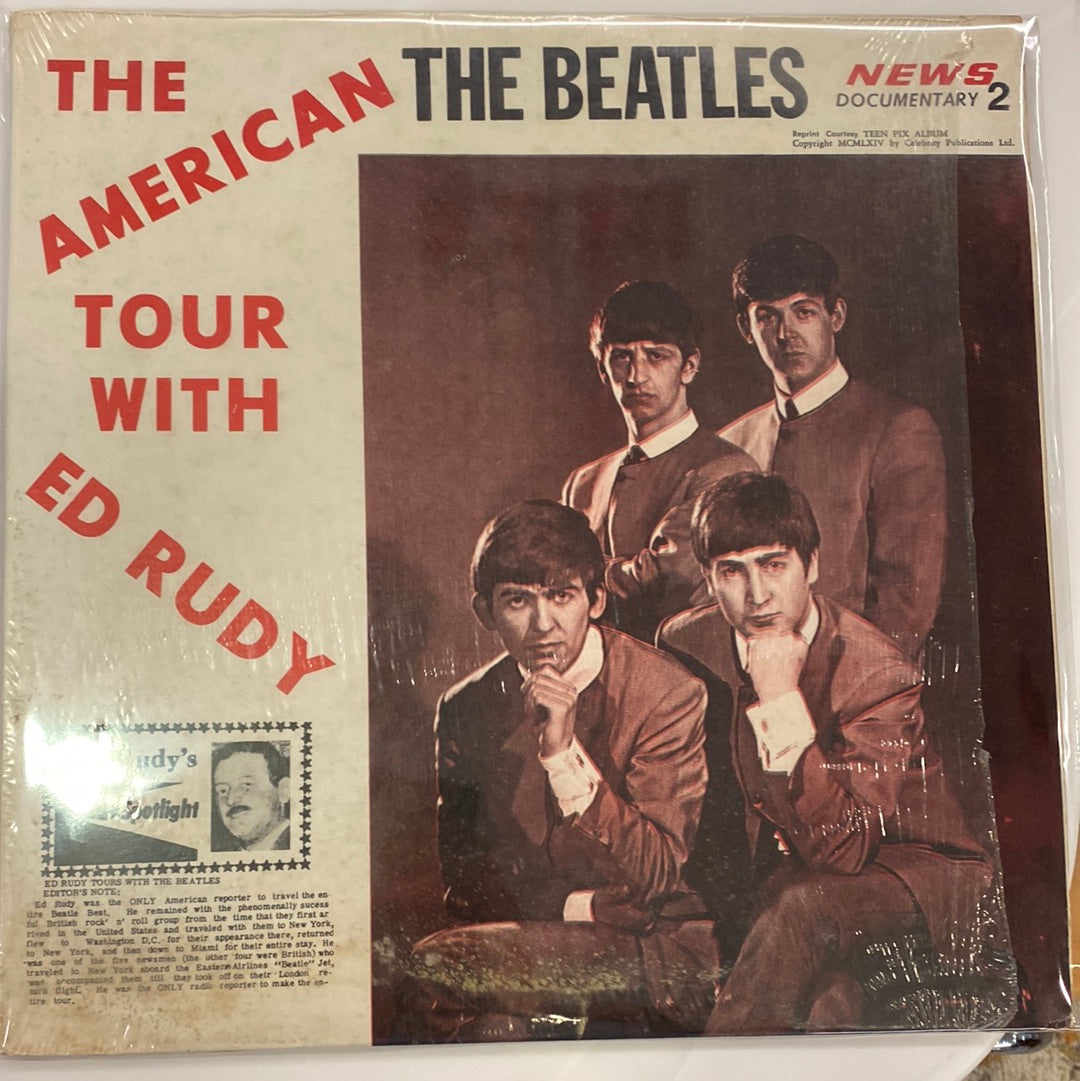 THE
AMERICAN
TOUR
WITH
ED RUDY
THE BEATLES
NEWS
DOCUMENTARY 2
Reprint Courtesy TEEN PIX ALBUM
Copyright MCMLXIV by Celebrity Publications Ltd.
udy's
Spotlight
ED RUDY TOURS WITH THE BEATLES
EDITOR'S NOTE:
Ed Rudy was the ONLY American reporter to travel the en-
tire Beatle Beat. He remained with the phenomenally sucess
ful British rock' n' roll group from the time that they first ar
rived in the United States and traveled with them to New York,
flew to Washington D.C. for their appearance there, returned
to New York, and then down to Miami for their entire stay. He
was one of the five newsmen (the other four were British) who
traveled to New York aboard the Eastern Airlines "Beatle" Jet,
and accompanied them till they took off on their London re-
turn flight. He was the ONLY radio reporter to make the en-
tire tour.